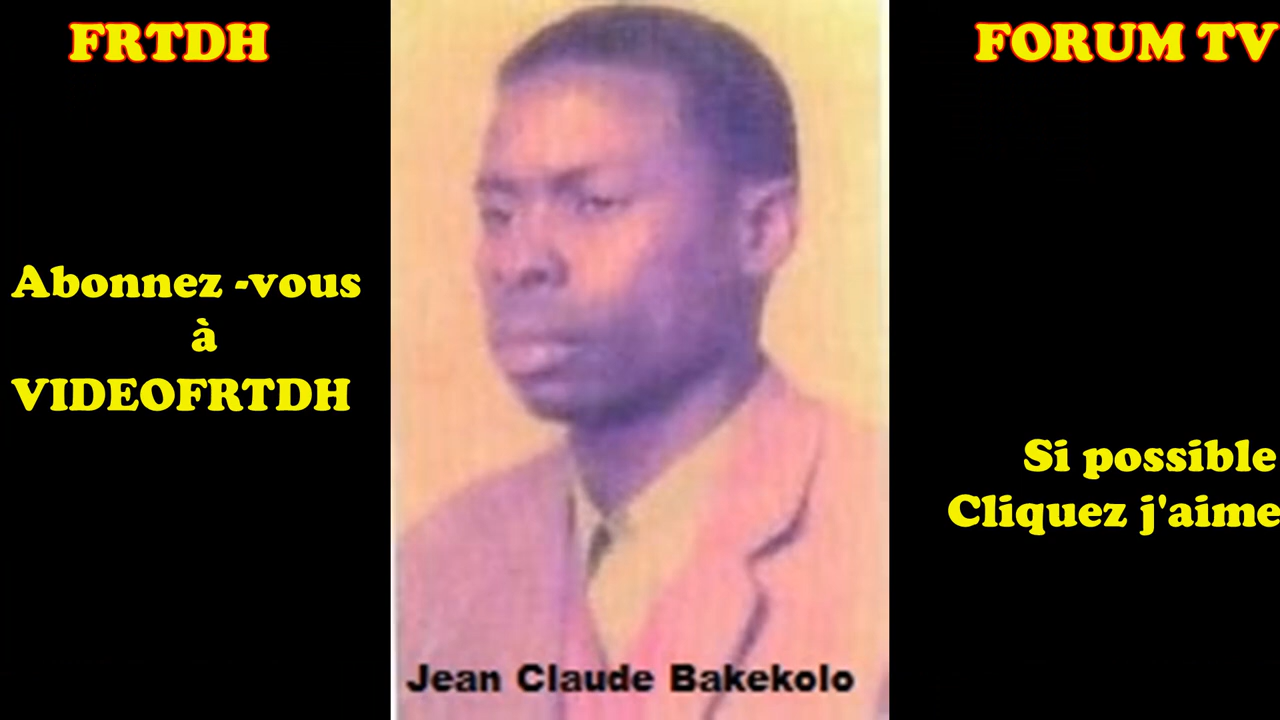 FRTDH
FORUM TV
Abonnez -vous
à
VIDEOFRTDH
Si possible
Cliquez j'aime
Jean Claude Bakekolo